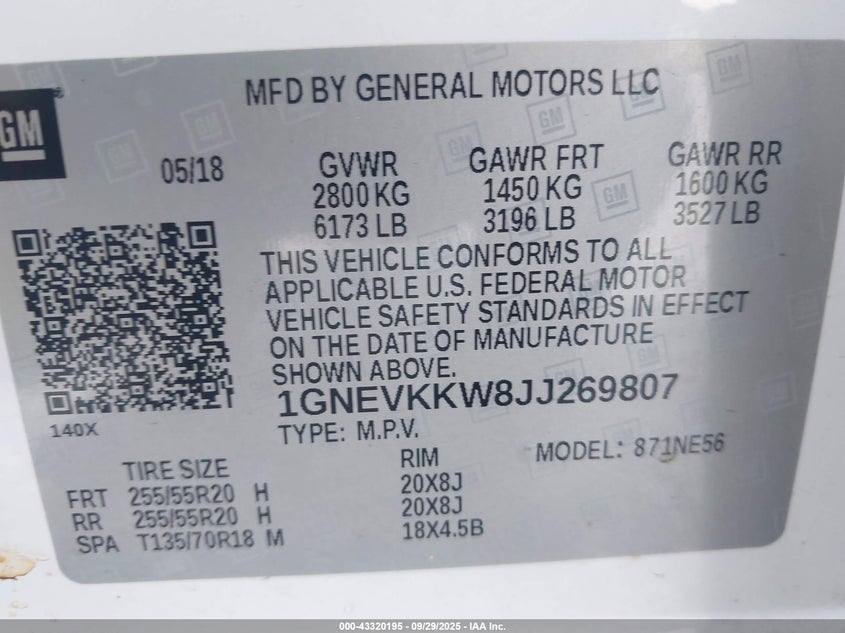 MFD BY GENERAL MOTORS LLC
GM
05/18
GVWR
2800 KG
6173 LB
GAWR FRT
1450 KG
3196 LB
GAWR RR
1600 KG
3527 LB
THIS VEHICLE CONFORMS TO ALL
APPLICABLE U.S. FEDERAL MOTOR
VEHICLE SAFETY STANDARDS IN EFFECT
ON THE DATE OF MANUFACTURE
SHOWN ABOVE.
1GNEVKKW8JJ269807
140X
TYPE: M.P.V.
MODEL: 871NE56
TIRE SIZE RIM
FRT 255/55R20 H 20X8J
RR 255/55R20 H 20X8J
SPA T135/70R18 M 18X4.5B
000-43320195 - 09/29/2025 - IAA Inc.